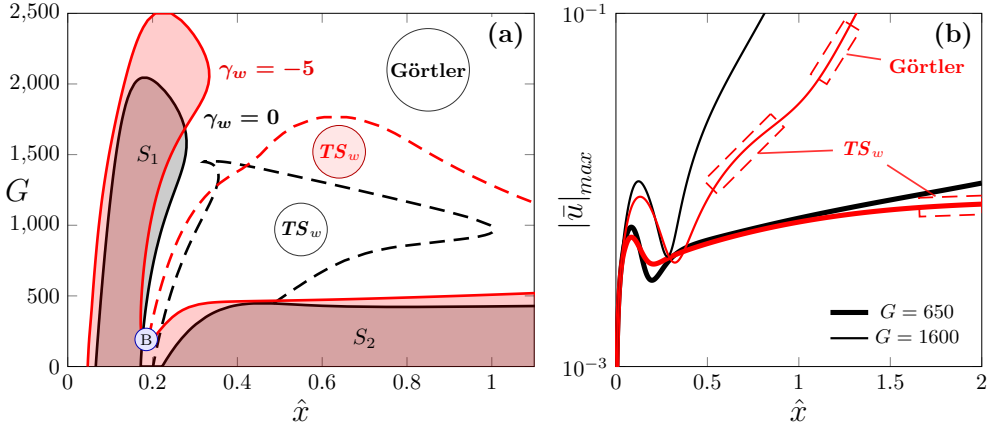 (a)
2,500
2,000
1,500
1,000
500
0
G
γw = −5
γw = 0
Görtler
TSw
TSw
S1
S2
B
0
0.2
0.4
0.6
0.8
1
x̂
(b)
10−1
10−3
|ū|max
Görtler
TSw
G = 650
G = 1600
0
0.5
1
1.5
2
x̂